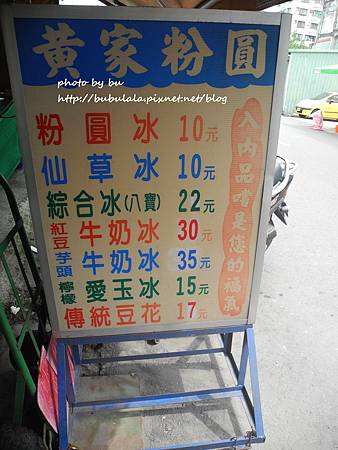 黃家粉圓
photo by bu
http://bubulala.pixnet.net/blog
粉圓冰 10元
仙草冰 10元
綜合冰(八寶) 22元
紅豆牛奶冰 30元
芋頭牛奶冰 35元
檸檬愛玉冰 15元
傳統豆花 17元
入內品嚐是您的福氣